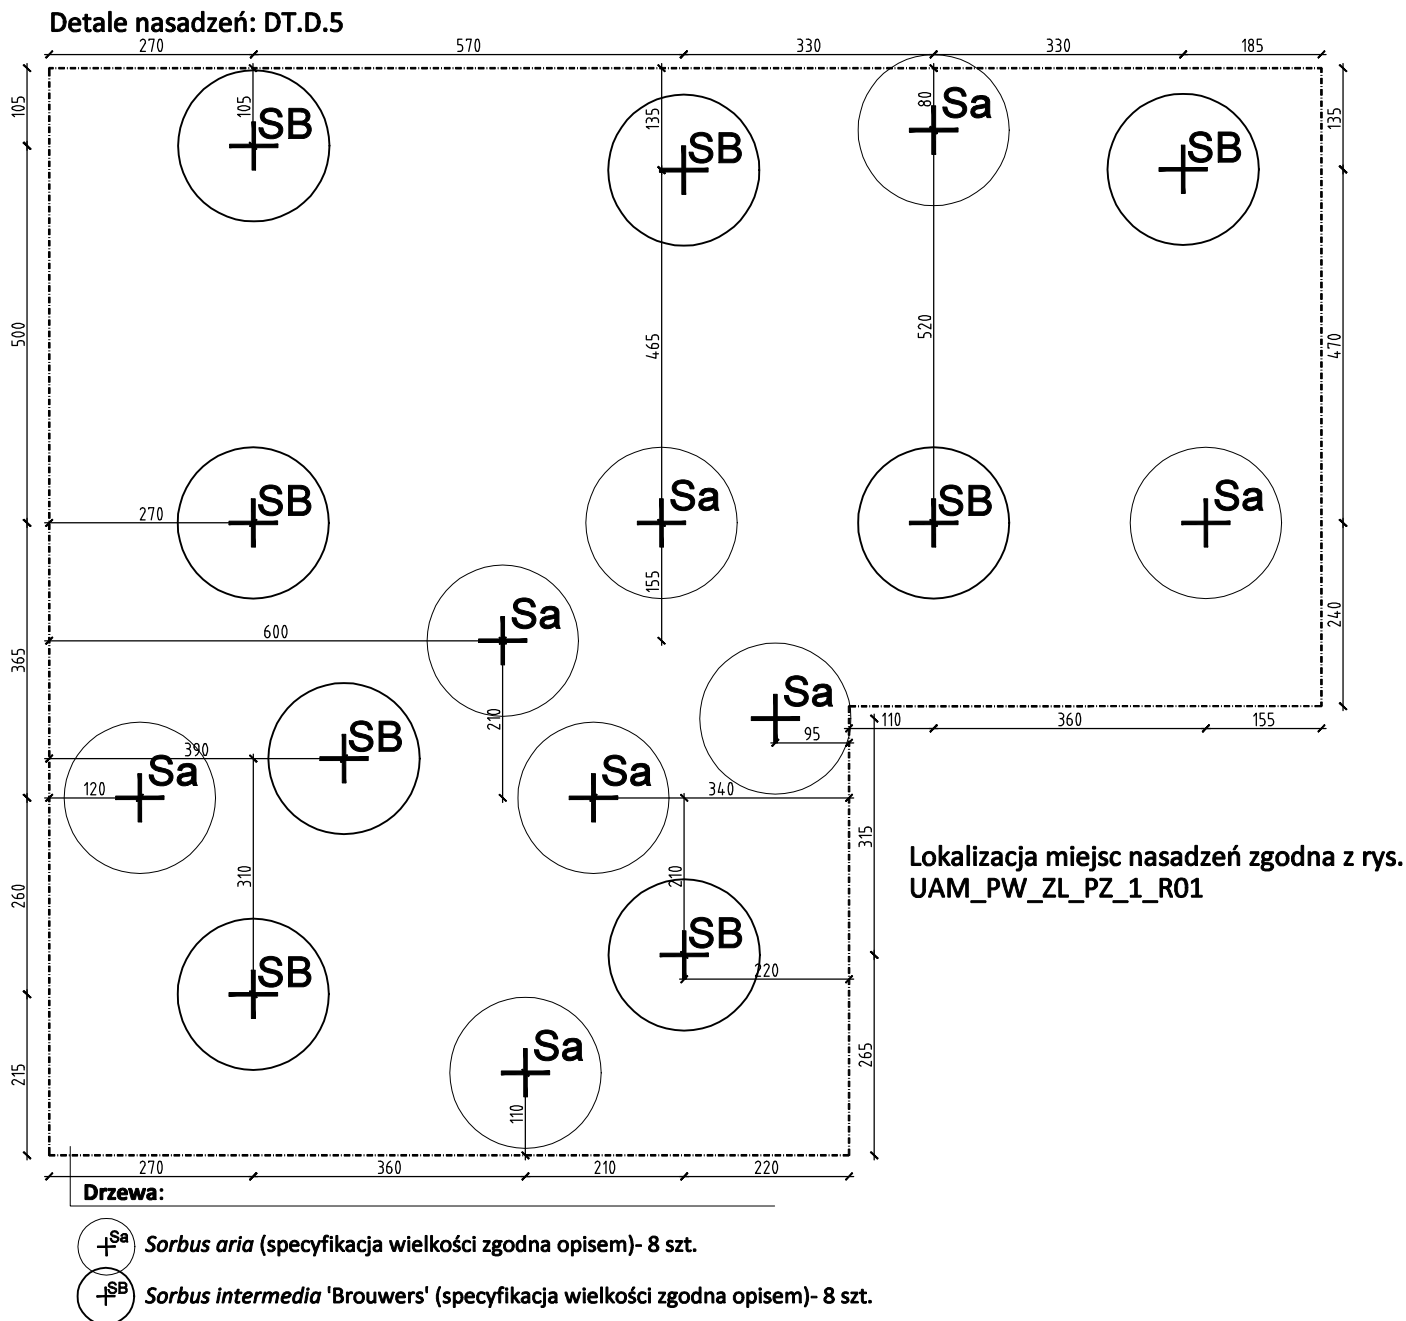 Detale nasadzeń: DT.D.5
270 570 330 330 185
105 105 135 80 135
SB SB Sa SB
500 465 520 470
SB Sa SB Sa
270
155
240
Sa
600
365
210
Sa
110 360 155
95
SB
390
Sa Sa
120 340
315
Lokalizacja miejsc nasadzeń zgodna z rys.
UAM_PW_ZL_PZ_1_R01
260 310 210
SB
SB
220
Sa
265
215
110
270 360 210 220
Drzewa:
Sa Sorbus aria (specyfikacja wielkości zgodna opisem)- 8 szt.
SB Sorbus intermedia 'Brouwers' (specyfikacja wielkości zgodna opisem)- 8 szt.